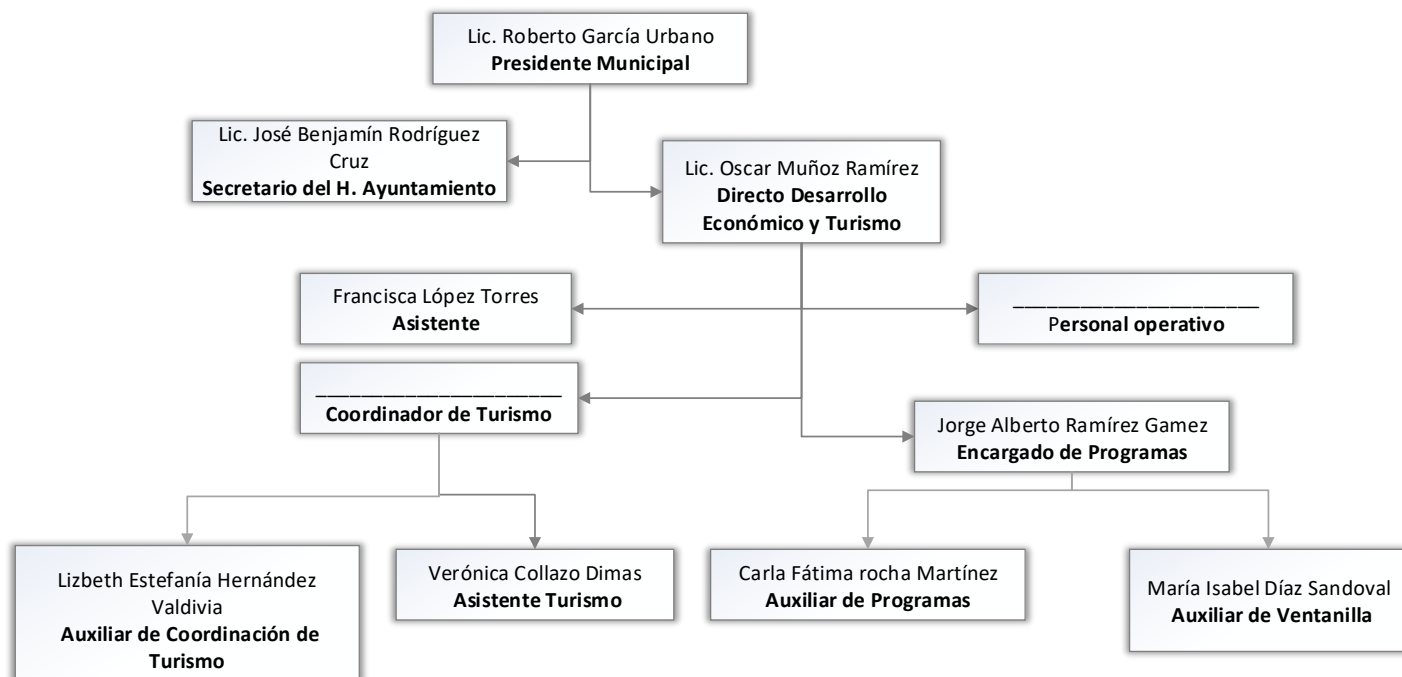 Lic. Roberto García Urbano
Presidente Municipal
Lic. José Benjamín Rodríguez
Cruz
Secretario del H. Ayuntamiento
Lic. Oscar Muñoz Ramírez
Directo Desarrollo
Económico y Turismo
Francisca López Torres
Asistente
________________________
Personal operativo
________________________
Coordinador de Turismo
Jorge Alberto Ramírez Gamez
Encargado de Programas
Lizbeth Estefanía Hernández
Valdivia
Auxiliar de Coordinación de
Turismo
Verónica Collazo Dimas
Asistente Turismo
Carla Fátima rocha Martínez
Auxiliar de Programas
María Isabel Díaz Sandoval
Auxiliar de Ventanilla